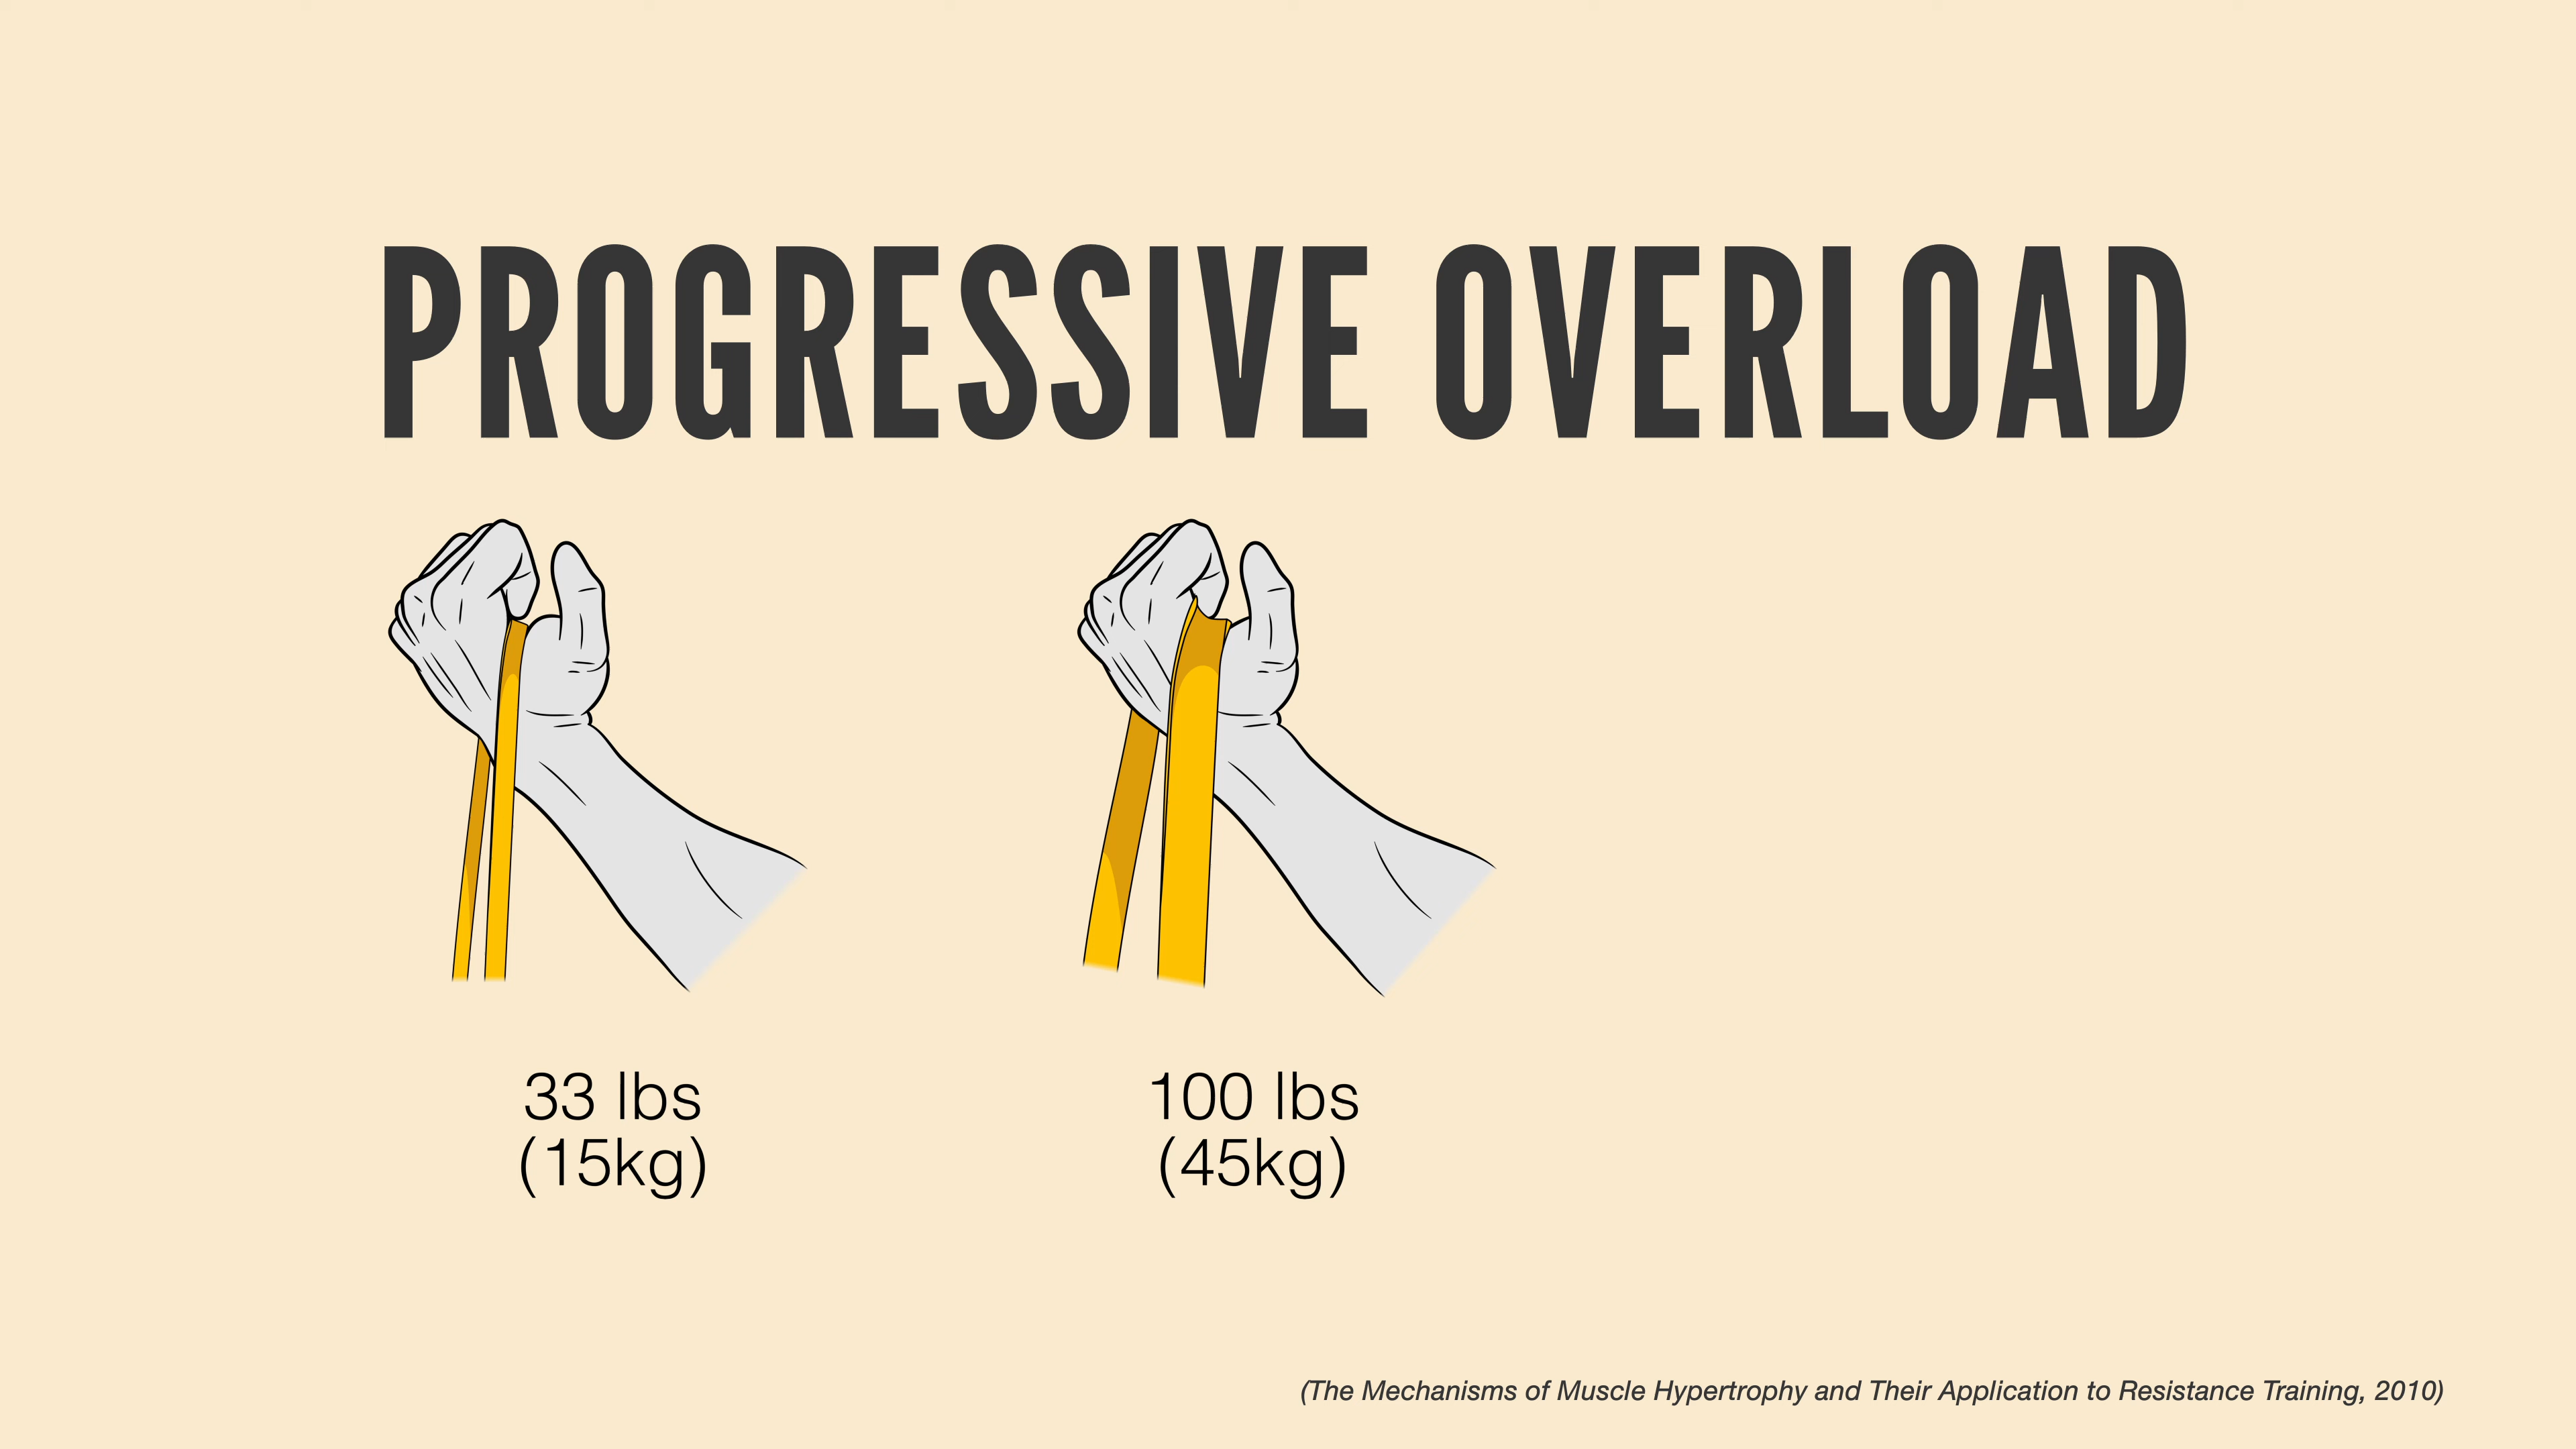 PROGRESSIVE OVERLOAD
33 lbs
(15kg)
100 lbs
(45kg)
(The Mechanisms of Muscle Hypertrophy and Their Application to Resistance Training, 2010)